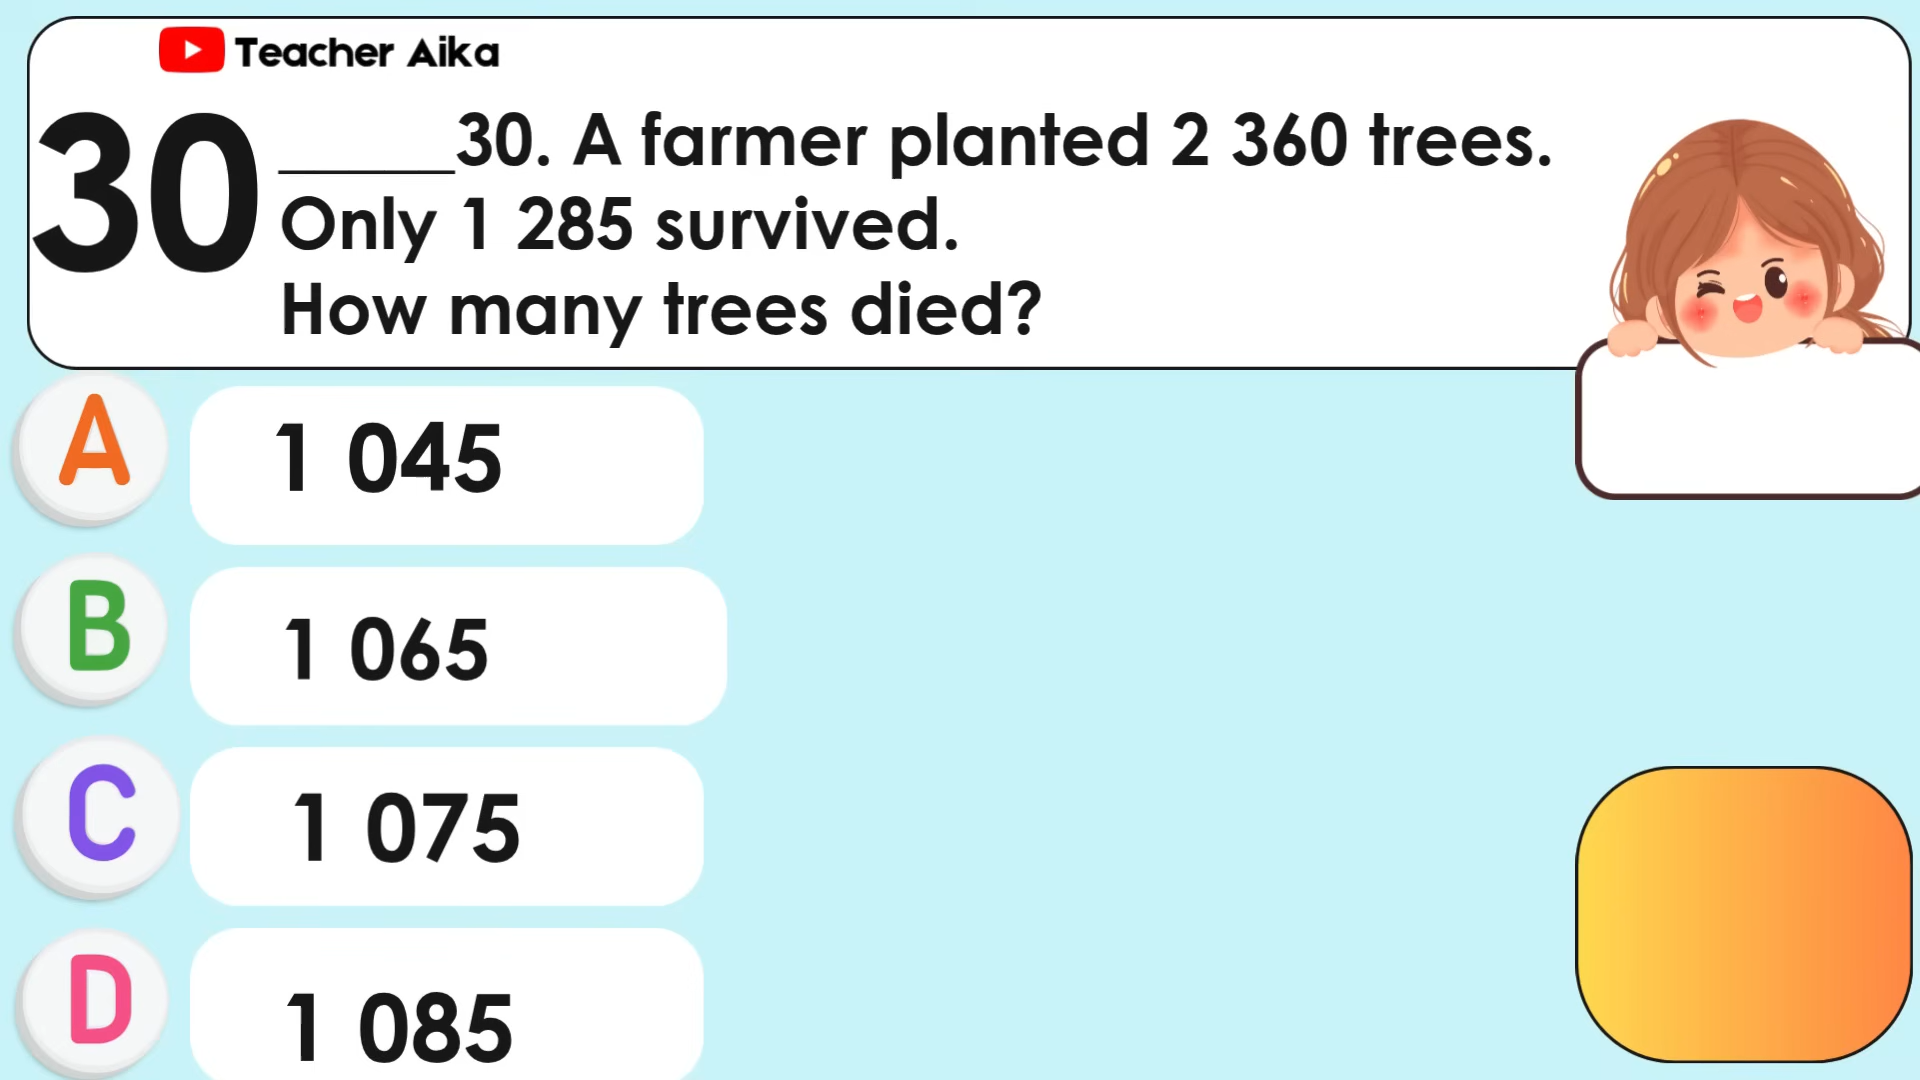 Teacher Aika
30
_____30. A farmer planted 2 360 trees.
Only 1 285 survived.
How many trees died?
A
1 045
B
1 065
C
1 075
D
1 085